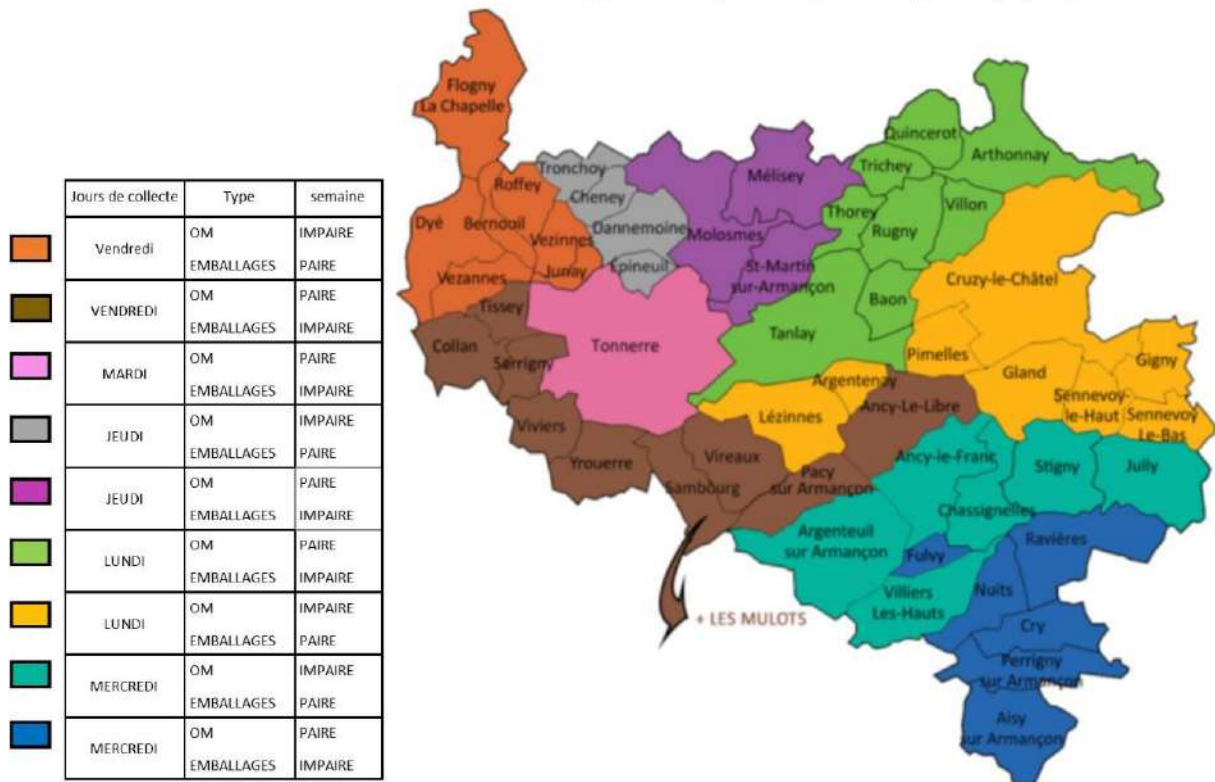 Jours de collecte Type semaine
Vendredi OM IMPAIRE
EMBALLAGES PAIRE
VENDREDI OM PAIRE
EMBALLAGES IMPAIRE
MARDI OM PAIRE
EMBALLAGES IMPAIRE
JEUDI OM IMPAIRE
EMBALLAGES PAIRE
JEUDI OM PAIRE
EMBALLAGES IMPAIRE
LUNDI OM PAIRE
EMBALLAGES IMPAIRE
LUNDI OM IMPAIRE
EMBALLAGES PAIRE
MERCREDI OM IMPAIRE
EMBALLAGES PAIRE
MERCREDI OM PAIRE
EMBALLAGES IMPAIRE
Flogny
La Chapelle
Quincerot
Arthonnay
Tronchoy
Mélisey
Trichey
Roffey
Cheney
Villon
Thorey
Dyé
Bernouil
Dannemoine
Molosmes
Rugny
Vezinnes
Junay
Épineuil
St-Martin
sur-Armançon
Vezannes
Cruzy-le-Châtel
Tissey
Baon
Collan
Tonnerre
Tanlay
Serrigny
Pimelles
Gland
Gigny
Argentenay
Sennevoy-
le-Haut
Ancy-Le-Libre
Lézinnes
Sennevoy
Le-Bas
Viviers
Yrouerre
Vireaux
Ancy-le-Franc
Stigny
Jully
Sambourg
Pacy
sur Armançon
Chassignelles
Argenteuil
sur Armançon
Ravières
Fulvy
Villiers
Les-Hauts
Nuits
+ LES MULOTS
Cry
Perrigny
sur Armançon
Aisy
sur Armançon